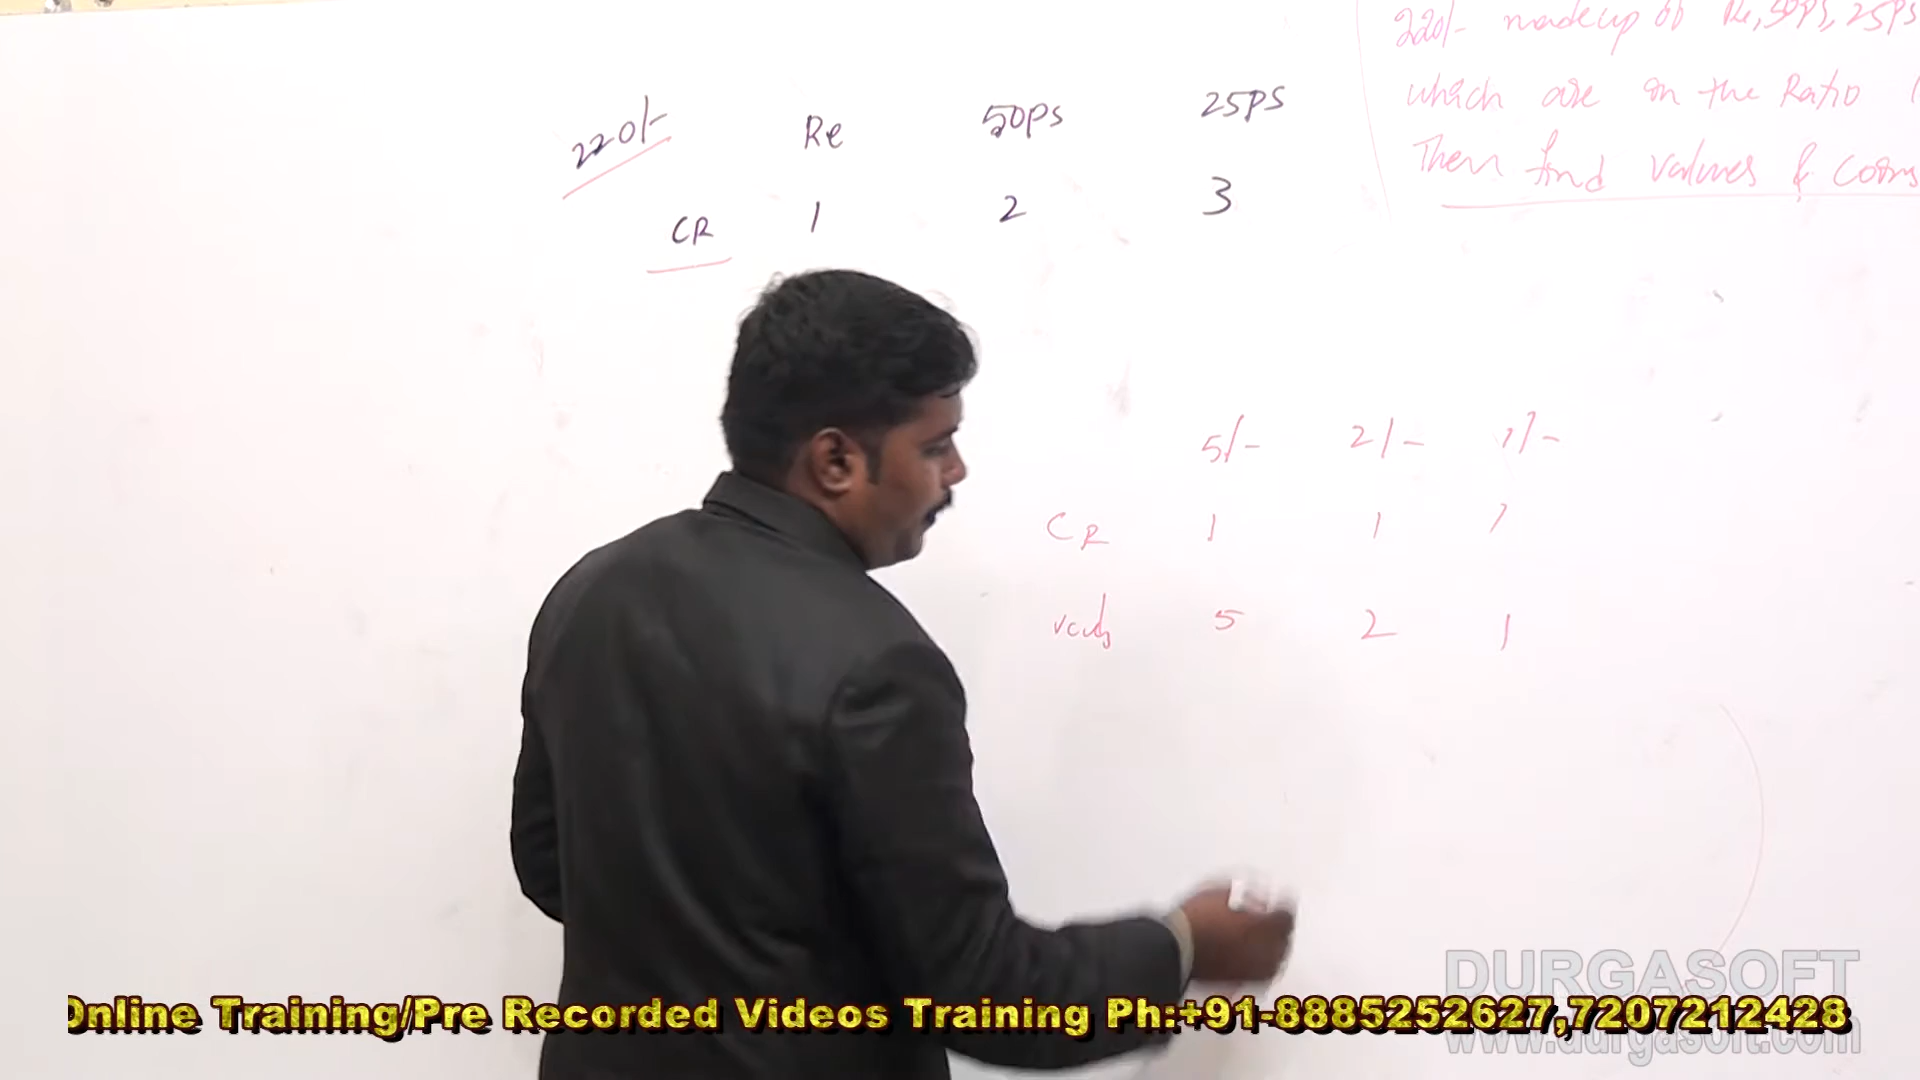 220/- Re 50ps 25ps
CR 1 2 3
220/- made up of Re, 50ps, 25ps
which are in the Ratio
Then find values & coins
5/- 2/- 1/-
CR 1 1 1
5 2 1
DURGASOFT
www.durgasoft.com
Online Training/Pre Recorded Videos Training Ph:+91-8885252627,7207212428